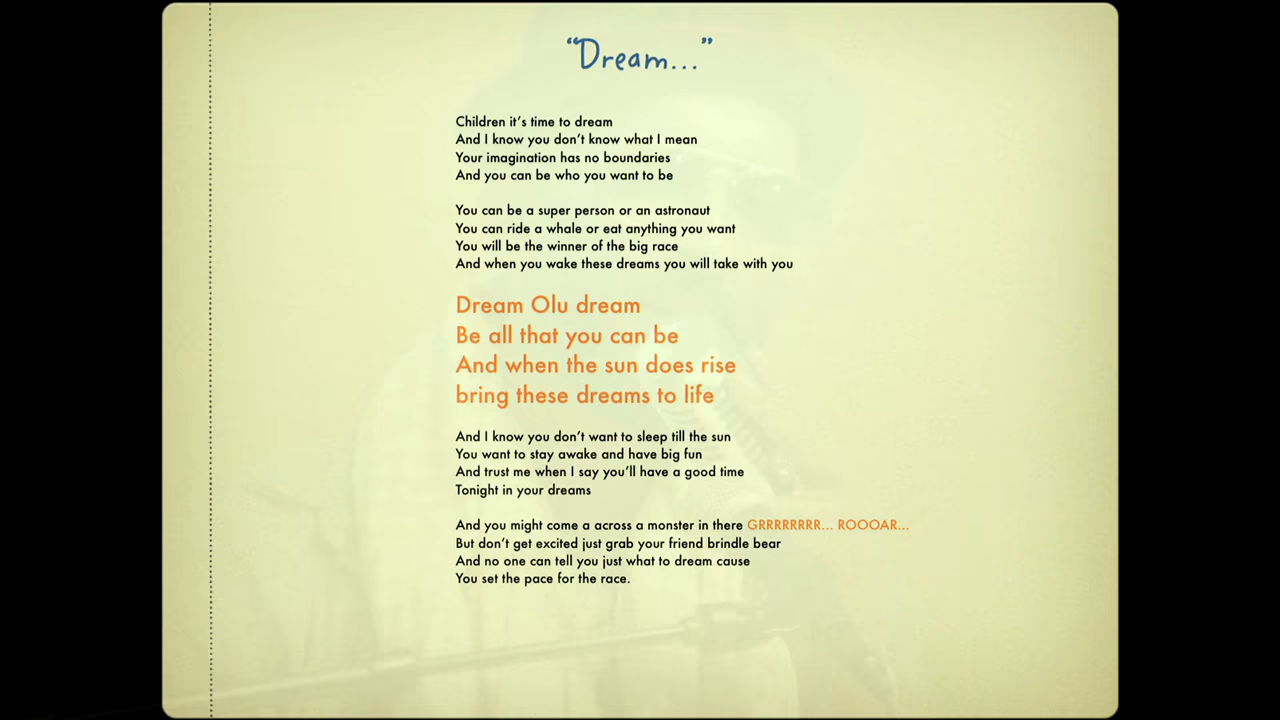 “Dream...”
Children it’s time to dream
And I know you don’t know what I mean
Your imagination has no boundaries
And you can be who you want to be
You can be a super person or an astronaut
You can ride a whale or eat anything you want
You will be the winner of the big race
And when you wake these dreams you will take with you
Dream Olu dream
Be all that you can be
And when the sun does rise
bring these dreams to life
And I know you don’t want to sleep till the sun
You want to stay awake and have big fun
And trust me when I say you’ll have a good time
Tonight in your dreams
And you might come a across a monster in there GRRRRRRRR... ROOOAR...
But don’t get excited just grab your friend brindle bear
And no one can tell you just what to dream cause
You set the pace for the race.